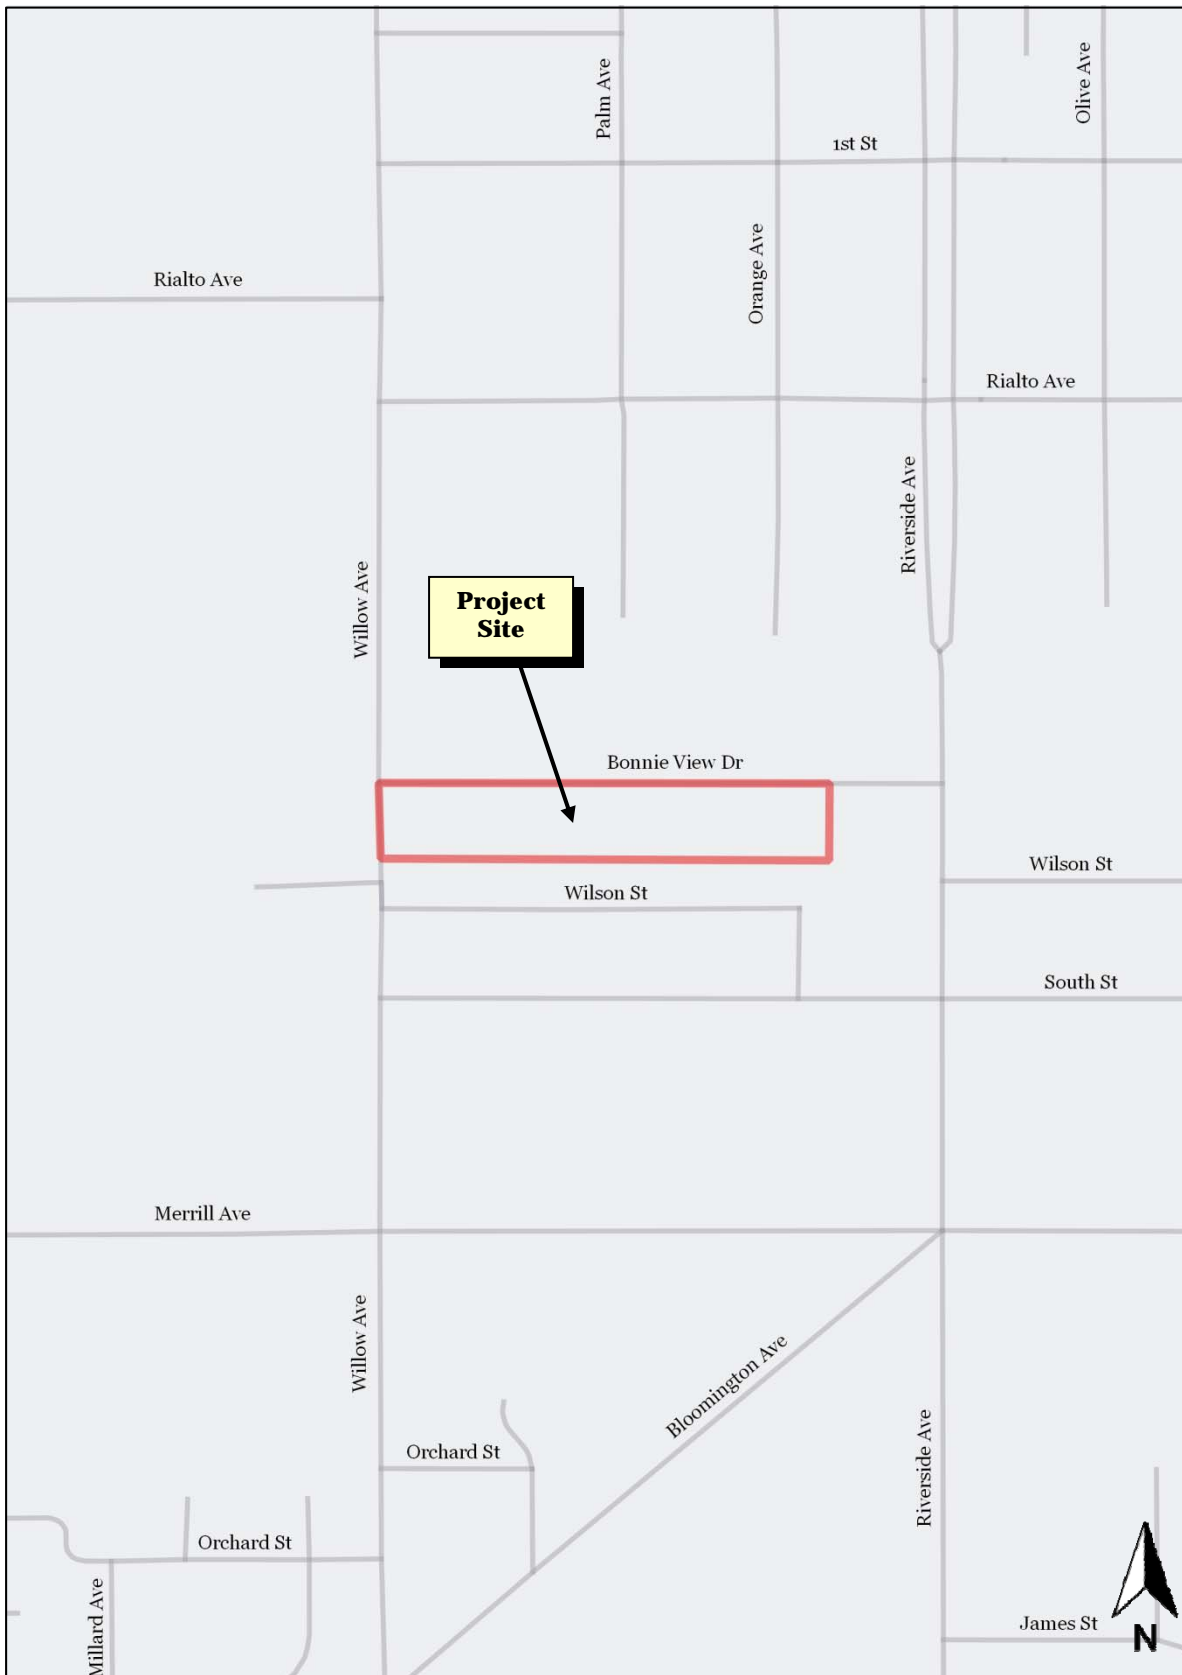 Palm Ave
Olive Ave
1st St
Orange Ave
Rialto Ave
Rialto Ave
Riverside Ave
Willow Ave
Project
Site
Bonnie View Dr
Wilson St
Wilson St
South St
Merrill Ave
Willow Ave
Bloomington Ave
Riverside Ave
Orchard St
Orchard St
Millard Ave
James St
N